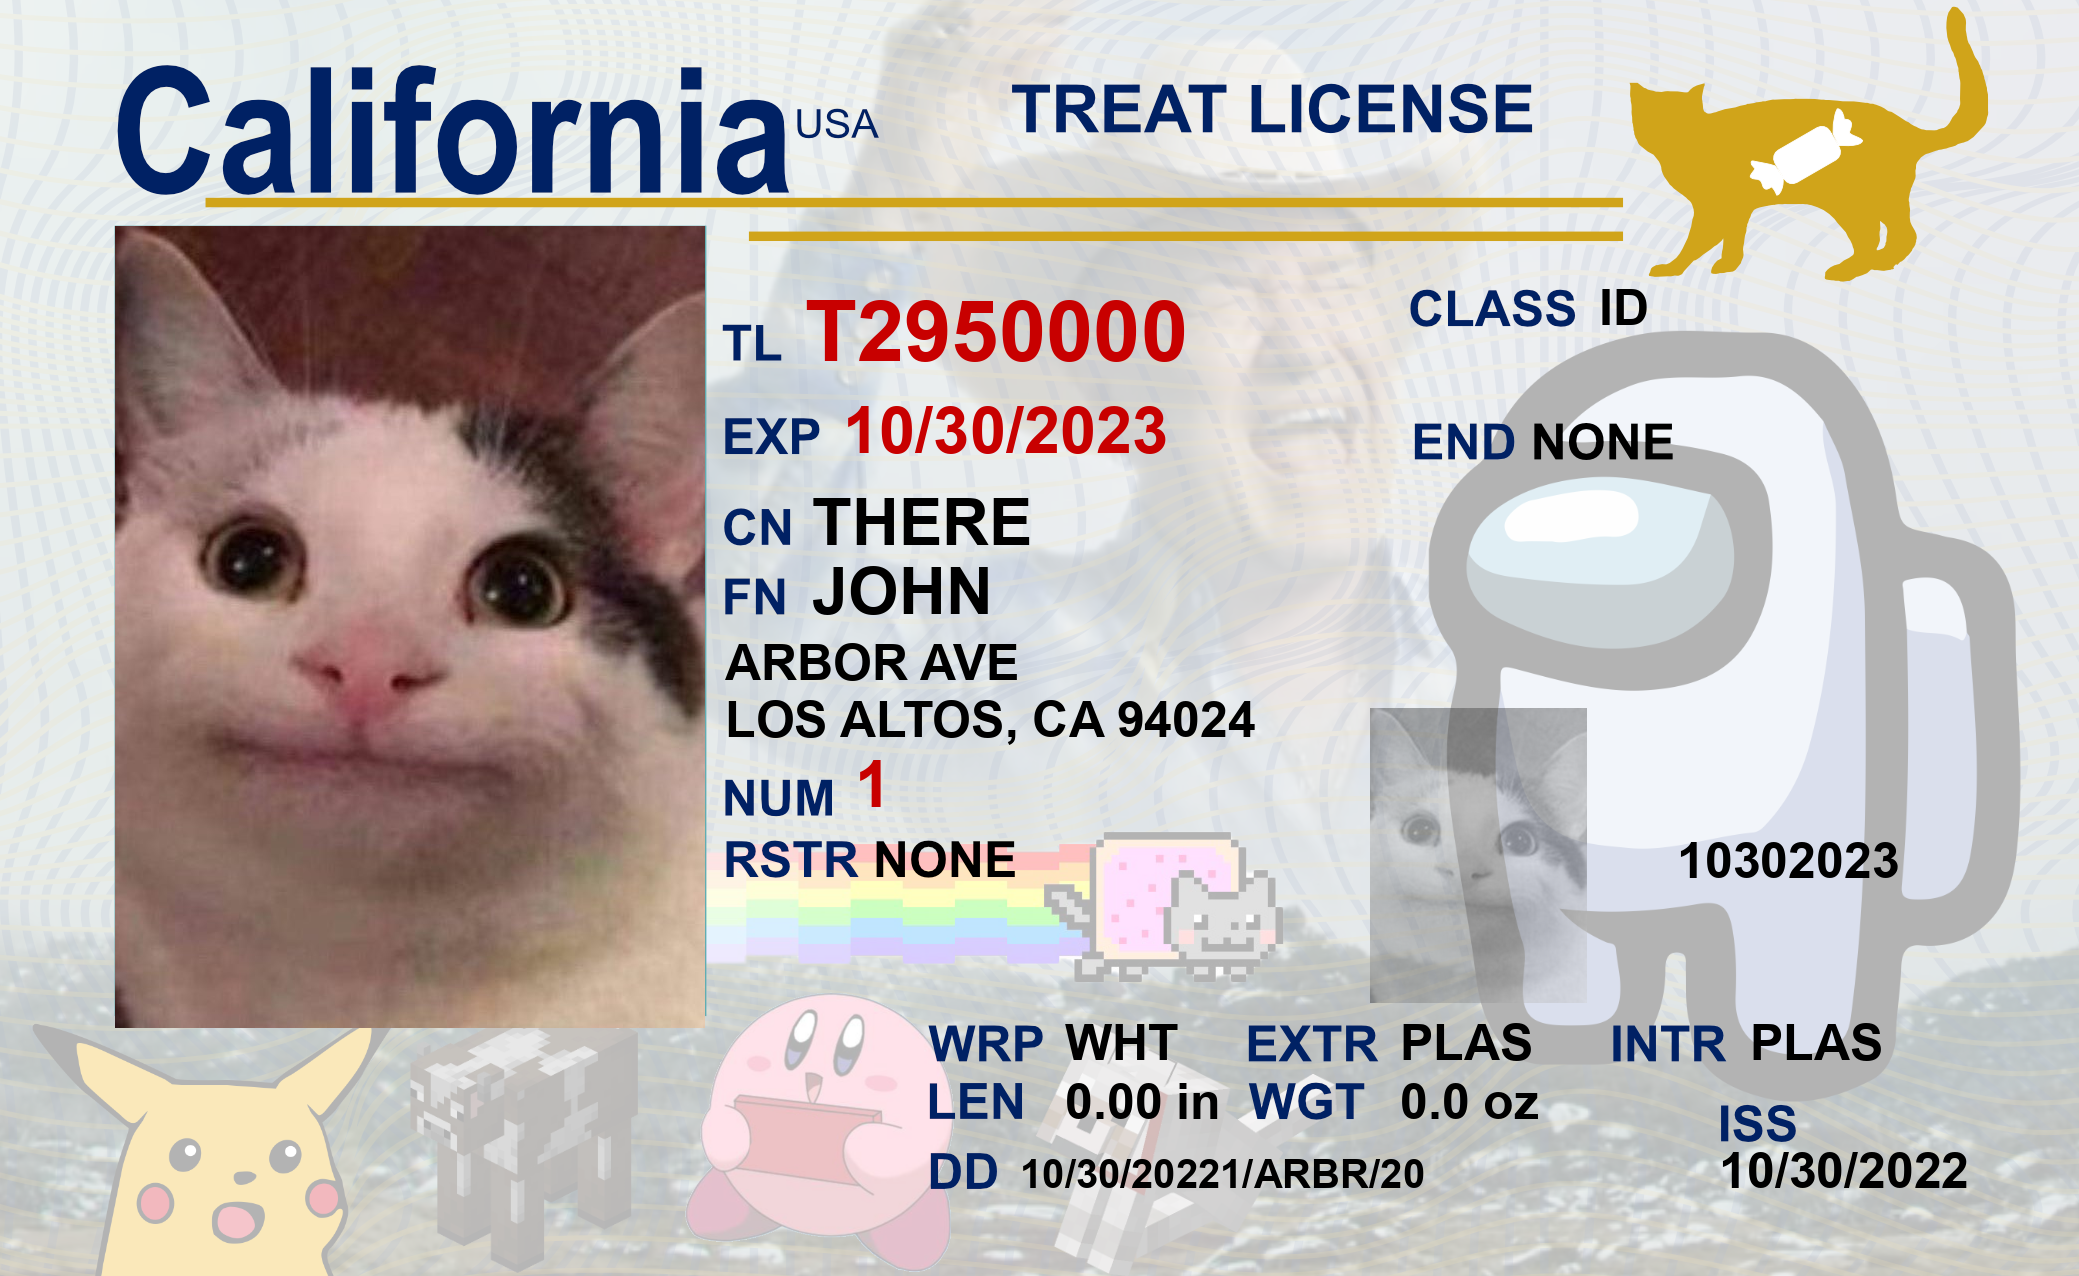 California USA TREAT LICENSE
TL T2950000 CLASS ID
EXP 10/30/2023 END NONE
CN THERE
FN JOHN
ARBOR AVE
LOS ALTOS, CA 94024
NUM 1
RSTR NONE
10302023
WRP WHT EXTR PLAS INTR PLAS
LEN 0.00 in WGT 0.0 oz
ISS
DD 10/30/20221/ARBR/20 10/30/2022